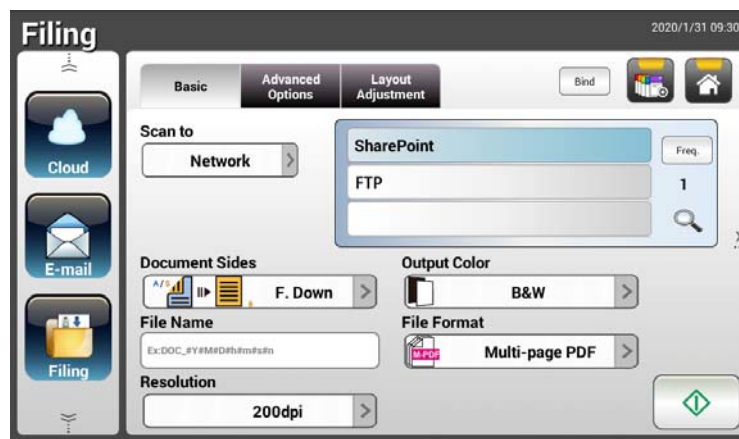 Filing
2020/1/31 09:30
Cloud
E-mail
Filing
Basic
Advanced
Options
Layout
Adjustment
Bind
Scan to
Network
SharePoint
FTP
Freq.
1
Document Sides
F. Down
Output Color
B&W
File Name
Ex:DOC_#Y#M#D#h#m#s#n
File Format
M-PDF
Multi-page PDF
Resolution
200dpi